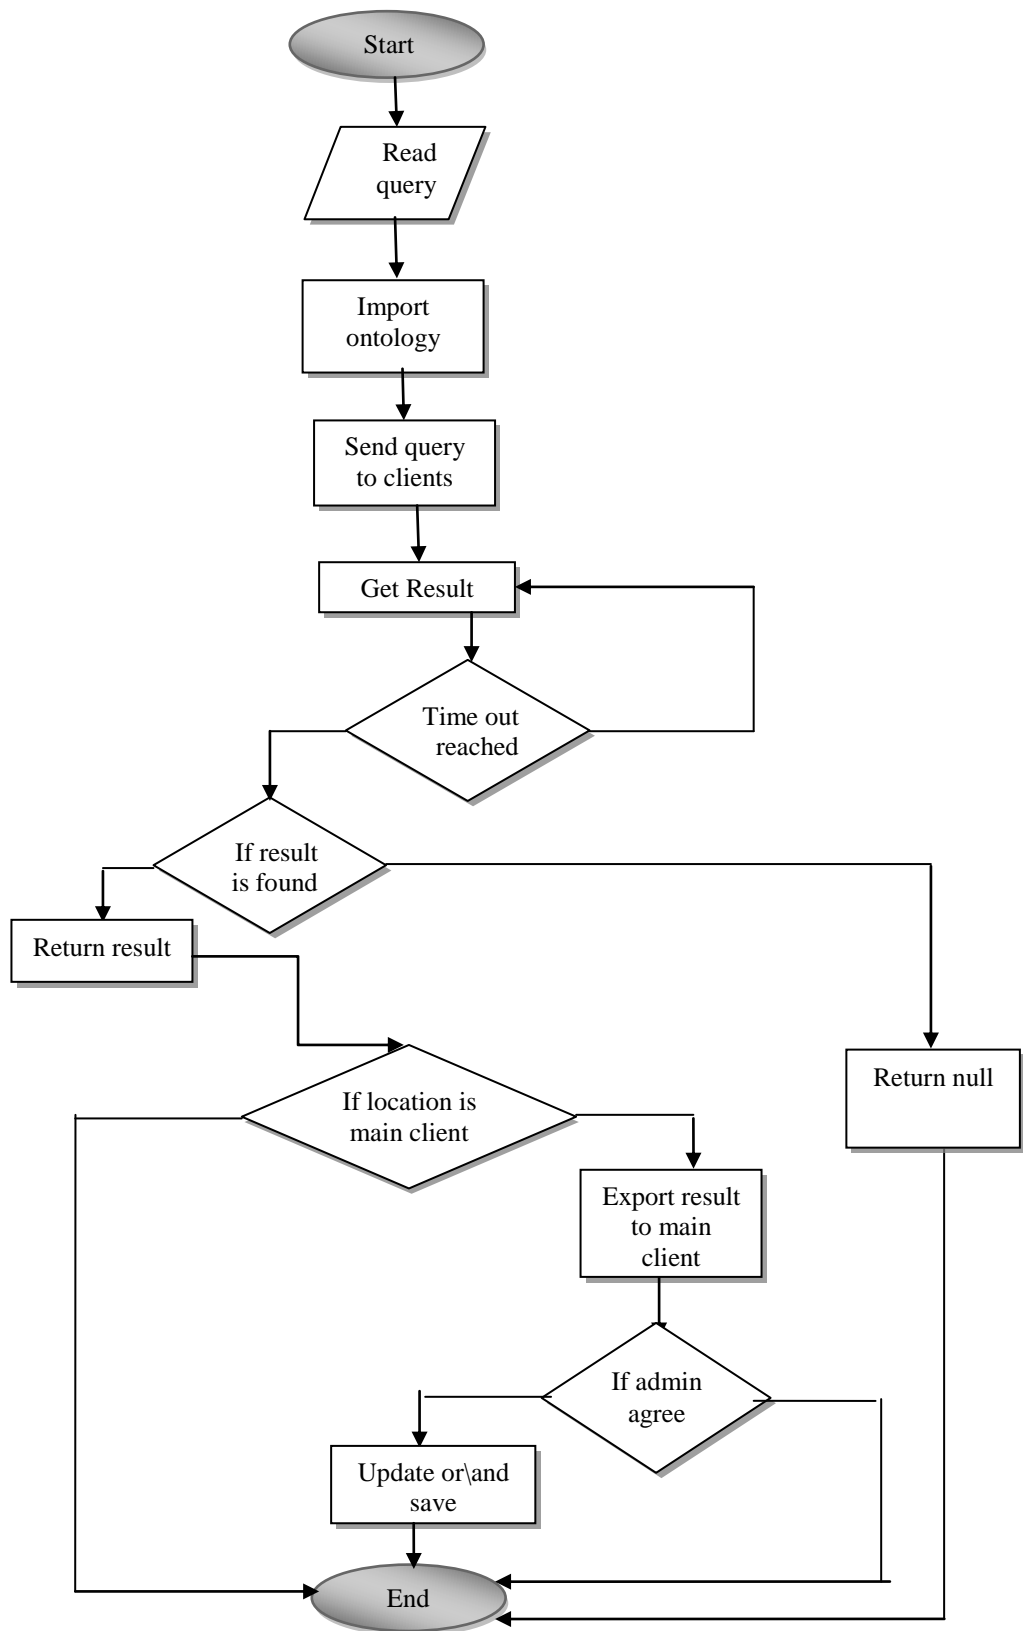 Start
Read
query
Import
ontology
Send query
to clients
Get Result
Time out
reached
If result
is found
Return result
If location is
main client
Return null
Export result
to main
client
If admin
agree
Update or\and
save
End